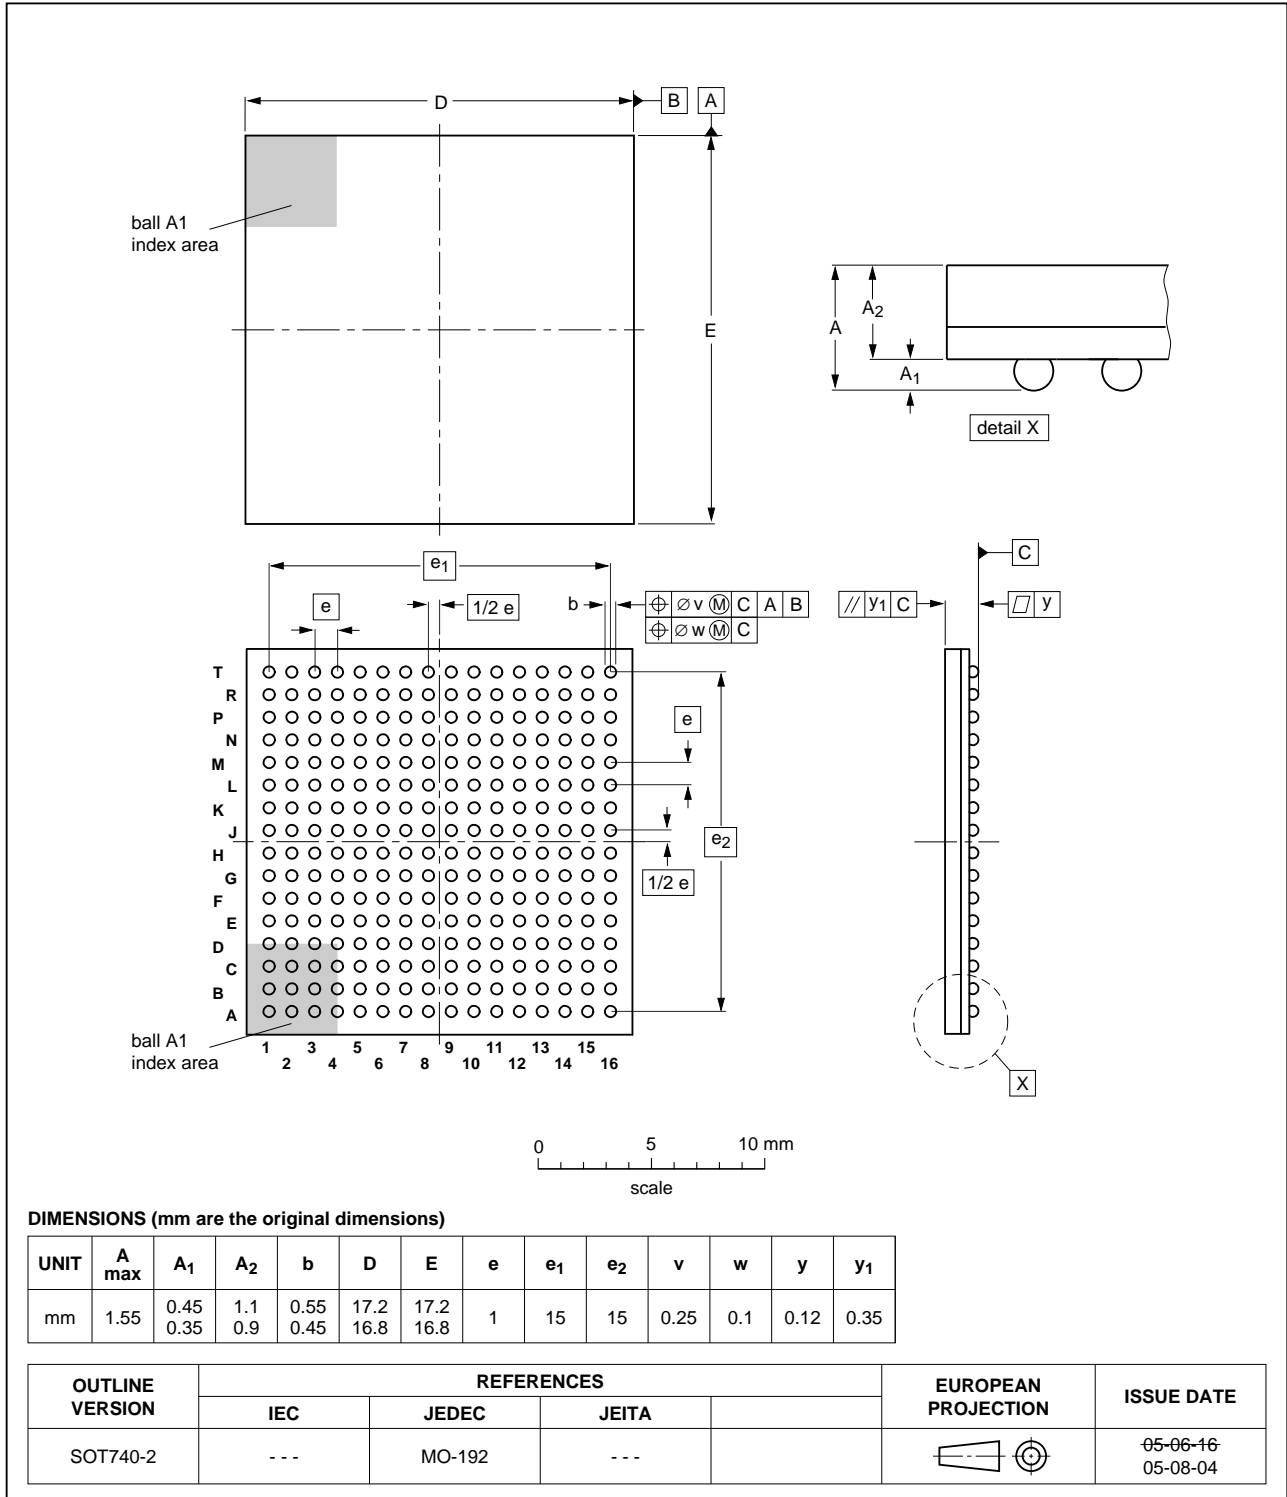 D
B A
ball A1
index area
E
A
A2
A1
detail X
e1
e
1/2 e
b
⌖ ⌀ v Ⓜ C A B
⌖ ⌀ w Ⓜ C
// y1 C
C
⏥ y
T
R
P
N
M
L
K
J
H
G
F
E
D
C
B
A
e
e2
1/2 e
ball A1
index area
1 3 5 7 9 11 13 15
2 4 6 8 10 12 14 16
X
0 5 10 mm
scale
DIMENSIONS (mm are the original dimensions)
UNIT A max A1 A2 b D E e e1 e2 v w y y1
mm 1.55 0.45 0.35 1.1 0.9 0.55 0.45 17.2 16.8 17.2 16.8 1 15 15 0.25 0.1 0.12 0.35
OUTLINE VERSION REFERENCES EUROPEAN PROJECTION ISSUE DATE
IEC JEDEC JEITA
SOT740-2 - - - MO-192 - - - 05-06-16
05-08-04